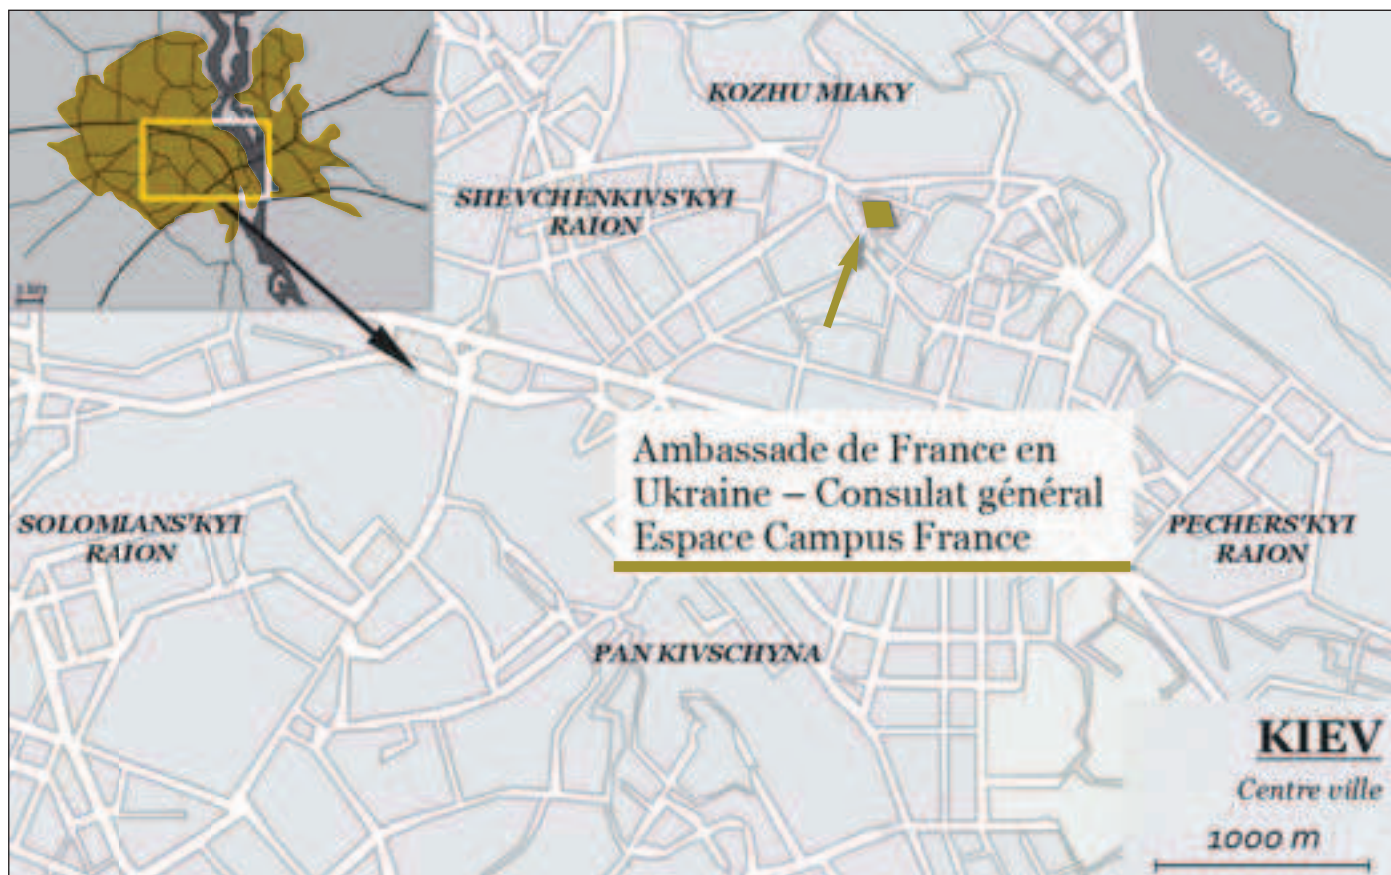 KOZHU MIAKY
DNIPRO
SHEVCHENKIVS'KYI
RAION
Ambassade de France en
Ukraine – Consulat général
Espace Campus France
SOLOMIANS'KYI
RAION
PECHERS'KYI
RAION
PAN KIVSCHYNA
KIEV
Centre ville
1000 m